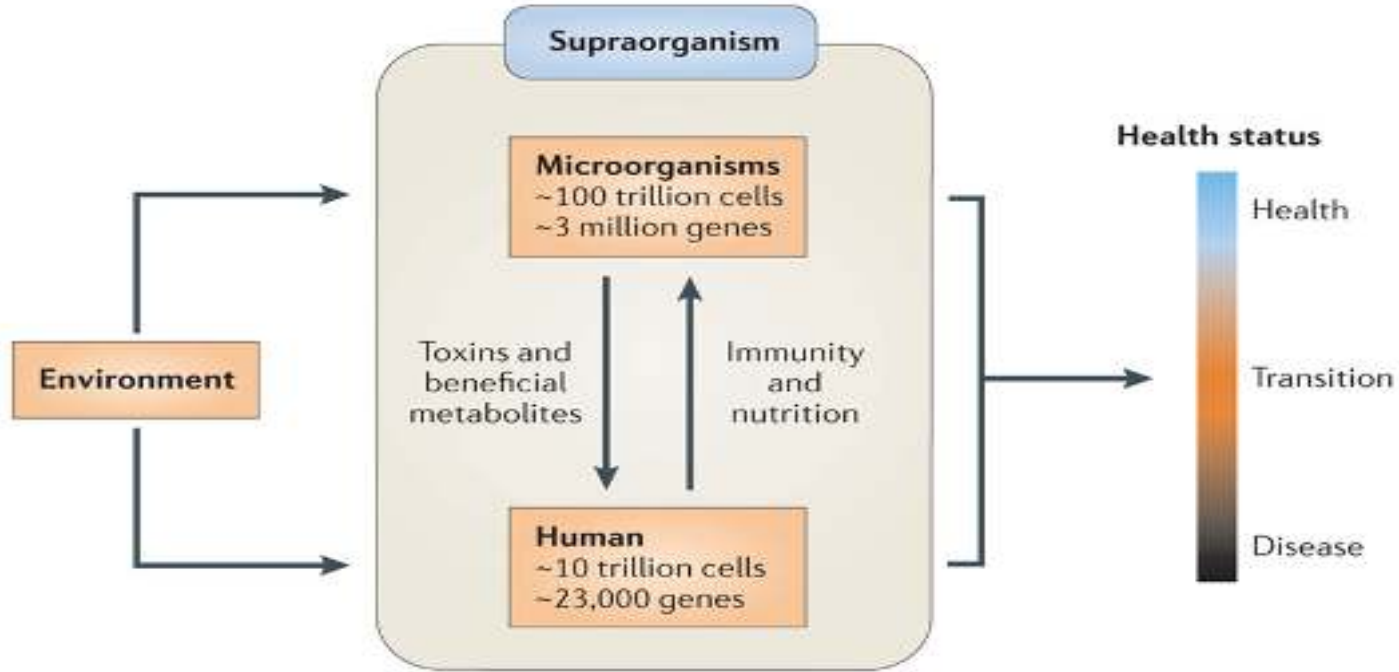 Supraorganism
Microorganisms
~100 trillion cells
~3 million genes
Environment
Toxins and
beneficial
metabolites
Immunity
and
nutrition
Human
~10 trillion cells
~23,000 genes
Health status
Health
Transition
Disease